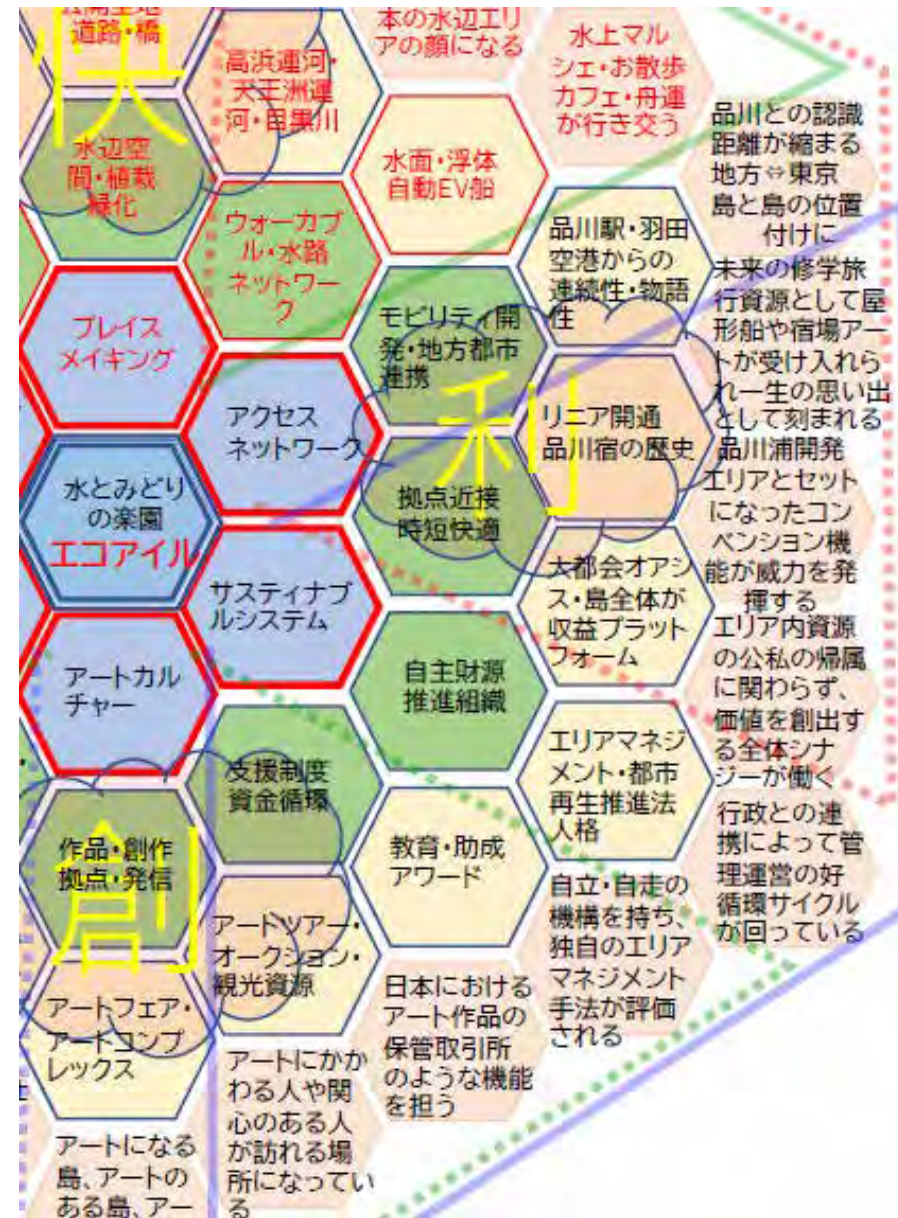 道路・橋
快
水辺空
間・植栽
緑化
プレイス
メイキング
水とみどり
の楽園
エコアイル
アートカル
チャー
作品・創作
拠点・発信
創
アートフェア・
アートコンプ
レックス
アートになる
島、アートの
ある島、アー
高浜運河・
天王洲運
河・目黒川
ウォーカブ
ル・水路
ネットワー
ク
アクセス
ネットワーク
サスティナブ
ルシステム
支援制度
資金循環
アートツアー・
オークション・
観光資源
アートにかか
わる人や関
心のある人
が訪れる場
所になってい
る
本の水辺エリ
アの顔になる
水面・浮体
自動EV船
モビリティ開
発・地方都市
連携
利
拠点近接
時短快適
自主財源
推進組織
教育・助成
アワード
日本における
アート作品の
保管取引所
のような機能
を担う
水上マル
シェ・お散歩
カフェ・舟運
が行き交う
品川駅・羽田
空港からの
連続性・物語
性
リニア開通
品川宿の歴史
大都会オアシ
ス・島全体が
収益プラット
フォーム
エリアマネジ
メント・都市
再生推進法
人格
自立・自走の
機構を持ち、
独自のエリア
マネジメント
手法が評価
される
品川との認識
距離が縮まる
地方⇔東京
島と島の位置
付けに
未来の修学旅
行資源として屋
形船や宿場アー
トが受け入れら
れ一生の思い出
として刻まれる
品川浦開発
エリアとセット
になったコン
ベンション機
能が威力を発
揮する
エリア内資源
の公私の帰属
に関わらず、
価値を創出す
る全体シナ
ジーが働く
行政との連
携によって管
理運営の好
循環サイクル
が回っている